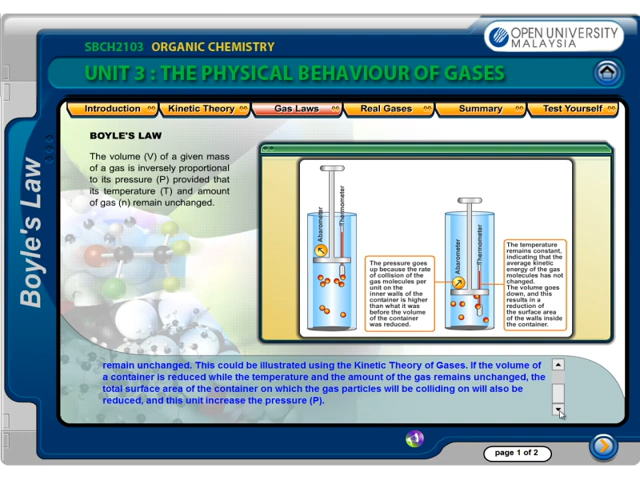 OPEN UNIVERSITY
MALAYSIA
SBCH2103 ORGANIC CHEMISTRY
UNIT 3 : THE PHYSICAL BEHAVIOUR OF GASES
Introduction
Kinetic Theory
Gas Laws
Real Gases
Summary
Test Yourself
Boyle's Law
BOYLE'S LAW
The volume (V) of a given mass
of a gas is inversely proportional
to its pressure (P) provided that
its temperature (T) and amount
of gas (n) remain unchanged.
Abarometer
Thermometer
The pressure goes
up because the rate
of collision of the
gas molecules per
unit on the
inner walls of the
container is higher
than what it was
before the volume
of the container
was reduced.
Abarometer
Thermometer
The temperature
remains constant,
indicating that the
average kinetic
energy of the gas
molecules has not
changed.
The volume goes
down, and this
results in a
reduction of
the surface area
of the walls inside
the container.
remain unchanged. This could be illustrated using the Kinetic Theory of Gases. If the volume of
a container is reduced while the temperature and the amount of the gas remains unchanged, the
total surface area of the container on which the gas particles will be colliding on will also be
reduced, and this unit increase the pressure (P).
page 1 of 2